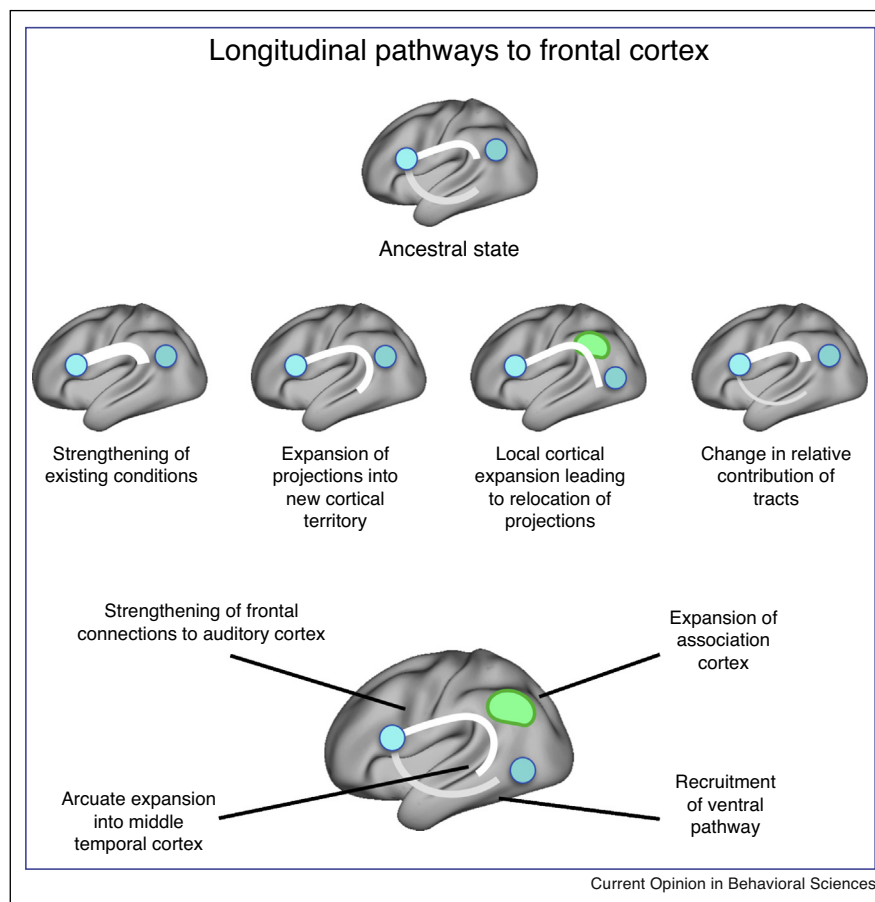 Longitudinal pathways to frontal cortex
Ancestral state
Strengthening of
existing conditions
Expansion of
projections into
new cortical
territory
Local cortical
expansion leading
to relocation of
projections
Change in relative
contribution of
tracts
Strengthening of frontal
connections to auditory cortex
Expansion of
association
cortex
Arcuate expansion
into middle
temporal cortex
Recruitment
of ventral
pathway
Current Opinion in Behavioral Sciences